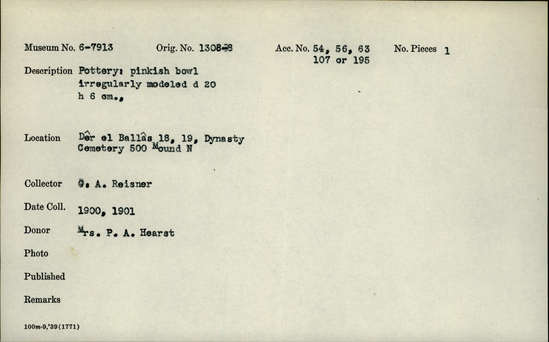 Museum No. 6-7913 Orig. No. 1308-8 Acc. No. 54, 56, 63 No. Pieces 1
107 or 195
Description Pottery: pinkish bowl
irregularly modeled d 20
h 6 cm.,
Location Dêr el Ballâs 18, 19, Dynasty
Cemetery 500 Mound N
Collector G. A. Reisner
Date Coll. 1900, 1901
Donor Mrs. P. A. Hearst
Photo
Published
Remarks
100m-9,'39(1771)